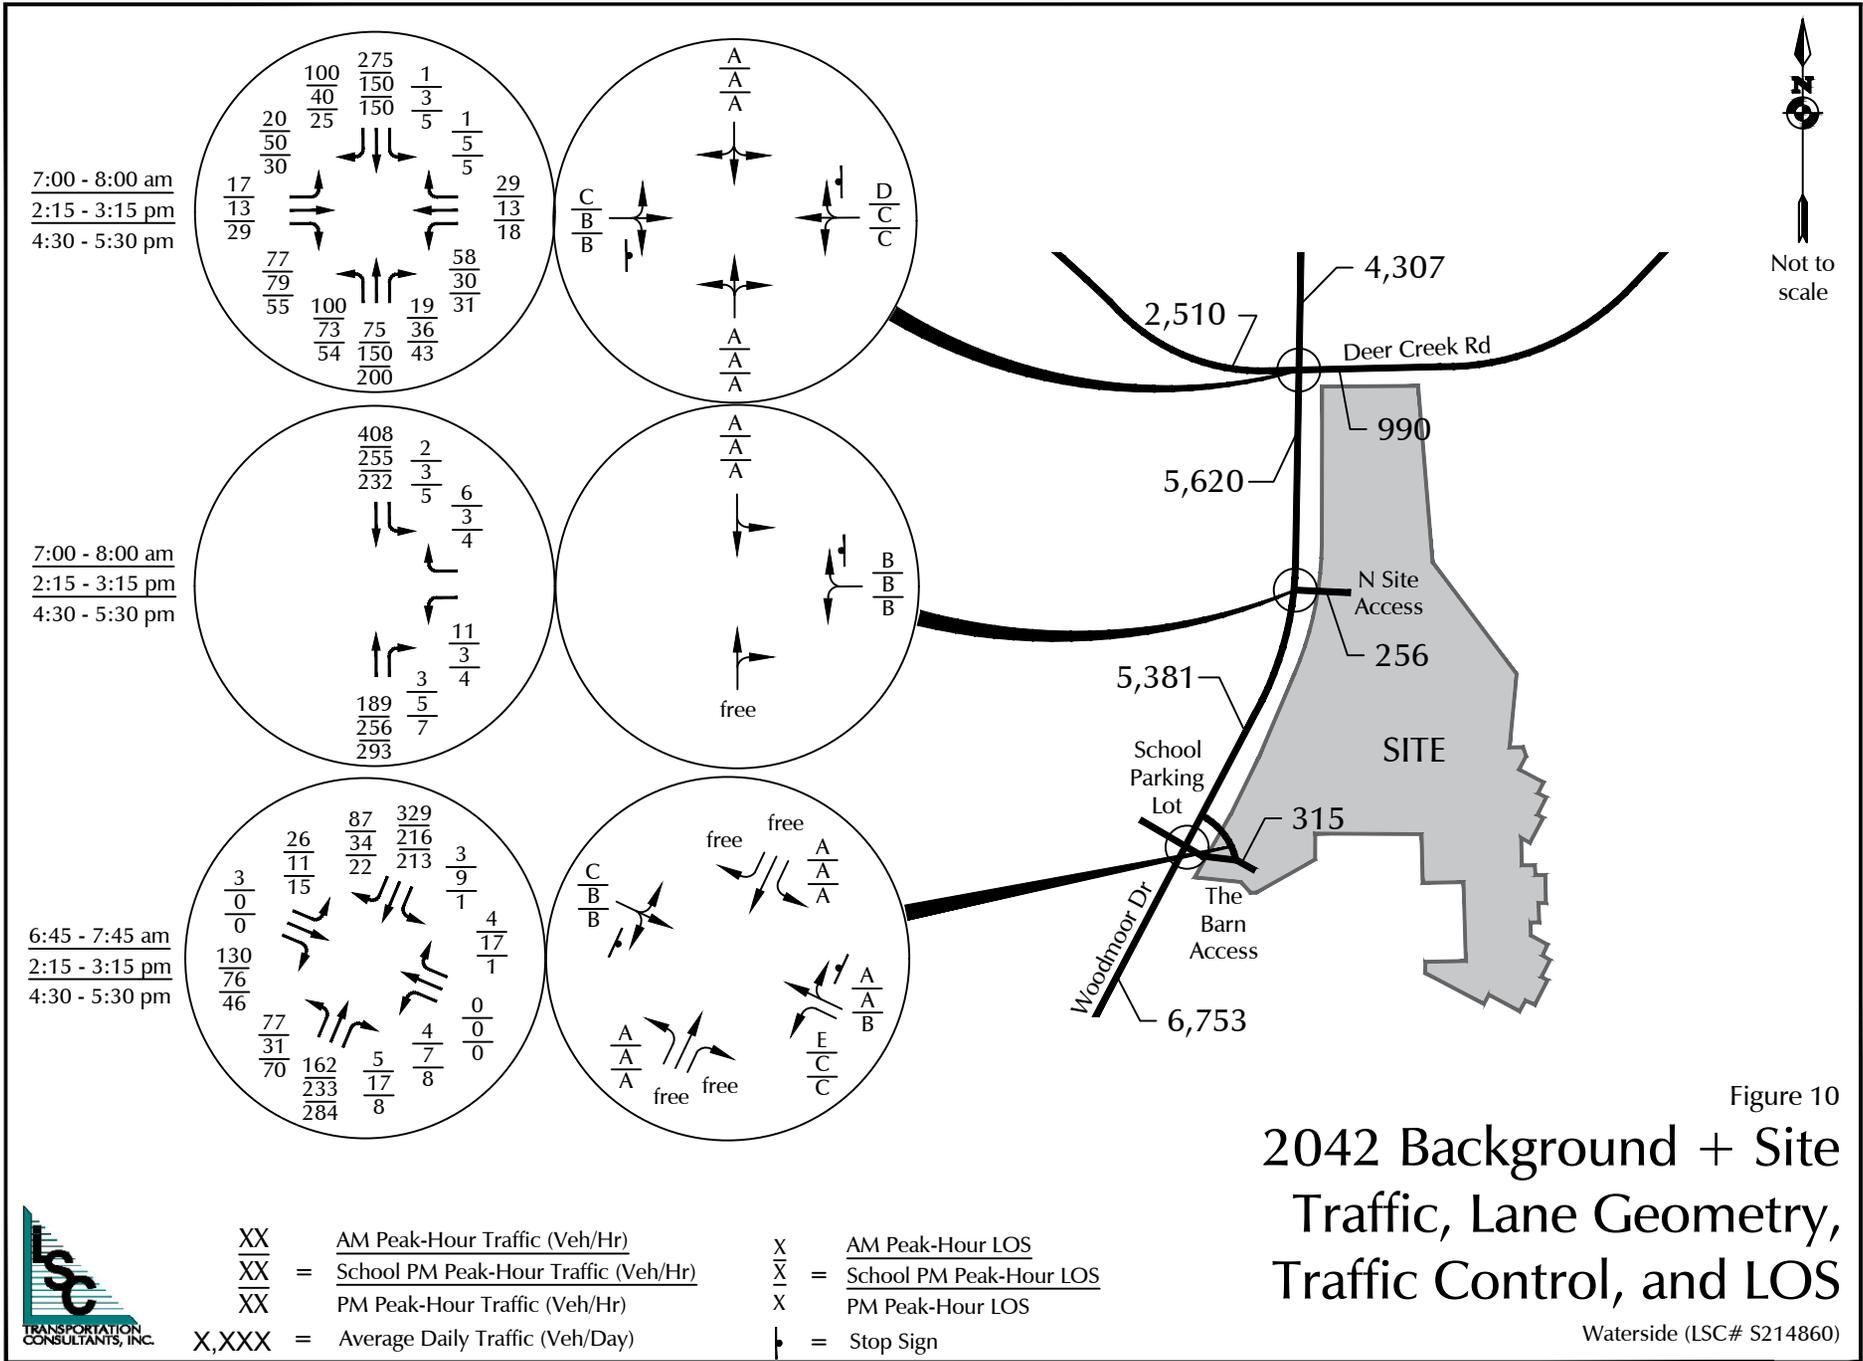 7:00 - 8:00 am
2:15 - 3:15 pm
4:30 - 5:30 pm
20
50
30
100
40
25
275
150
150
1
3
5
1
5
5
17
13
29
29
13
18
77
79
55
100
73
54
75
150
200
19
36
43
58
30
31
A
A
A
C
B
B
D
C
C
A
A
A
7:00 - 8:00 am
2:15 - 3:15 pm
4:30 - 5:30 pm
408
255
232
2
3
5
6
3
4
11
3
4
189
256
293
3
5
7
A
A
A
B
B
B
free
6:45 - 7:45 am
2:15 - 3:15 pm
4:30 - 5:30 pm
3
0
0
26
11
15
87
34
22
329
216
213
3
9
1
4
17
1
130
76
46
77
31
70
162
233
284
5
17
8
4
7
8
0
0
0
free
free
A
A
A
C
B
B
A
A
B
E
C
C
A
A
A
free
free
N
Not to
scale
4,307
2,510
Deer Creek Rd
990
5,620
N Site
Access
256
5,381
SITE
School
Parking
Lot
315
The
Barn
Access
Woodmoor Dr
6,753
Figure 10
2042 Background + Site
Traffic, Lane Geometry,
Traffic Control, and LOS
Waterside (LSC# S214860)
LSC
TRANSPORTATION
CONSULTANTS, INC.
XX AM Peak-Hour Traffic (Veh/Hr)
XX = School PM Peak-Hour Traffic (Veh/Hr)
XX PM Peak-Hour Traffic (Veh/Hr)
X,XXX = Average Daily Traffic (Veh/Day)
X AM Peak-Hour LOS
X = School PM Peak-Hour LOS
X PM Peak-Hour LOS
= Stop Sign